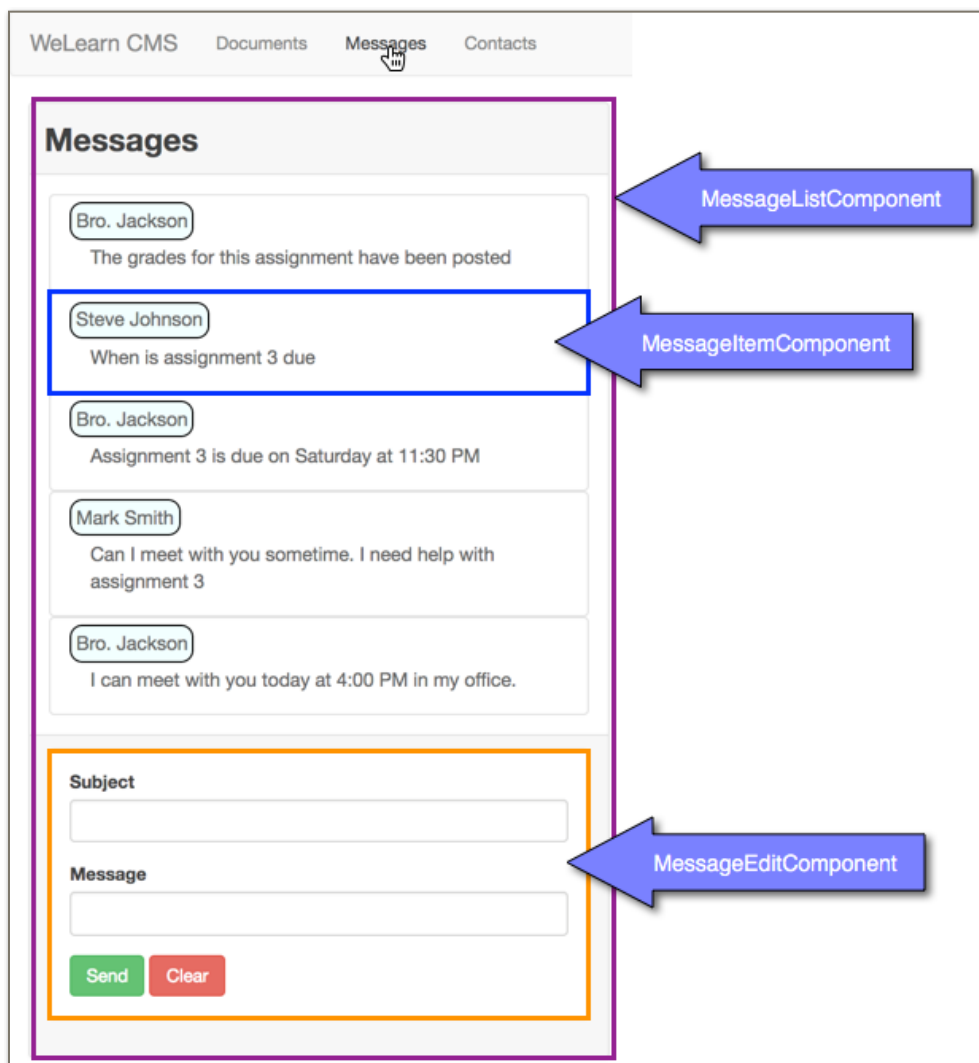 WeLearn CMS Documents Messages Contacts
Messages
MessageListComponent
Bro. Jackson
The grades for this assignment have been posted
Steve Johnson
When is assignment 3 due
MessageItemComponent
Bro. Jackson
Assignment 3 is due on Saturday at 11:30 PM
Mark Smith
Can I meet with you sometime. I need help with
assignment 3
Bro. Jackson
I can meet with you today at 4:00 PM in my office.
Subject
Message
MessageEditComponent
Send Clear